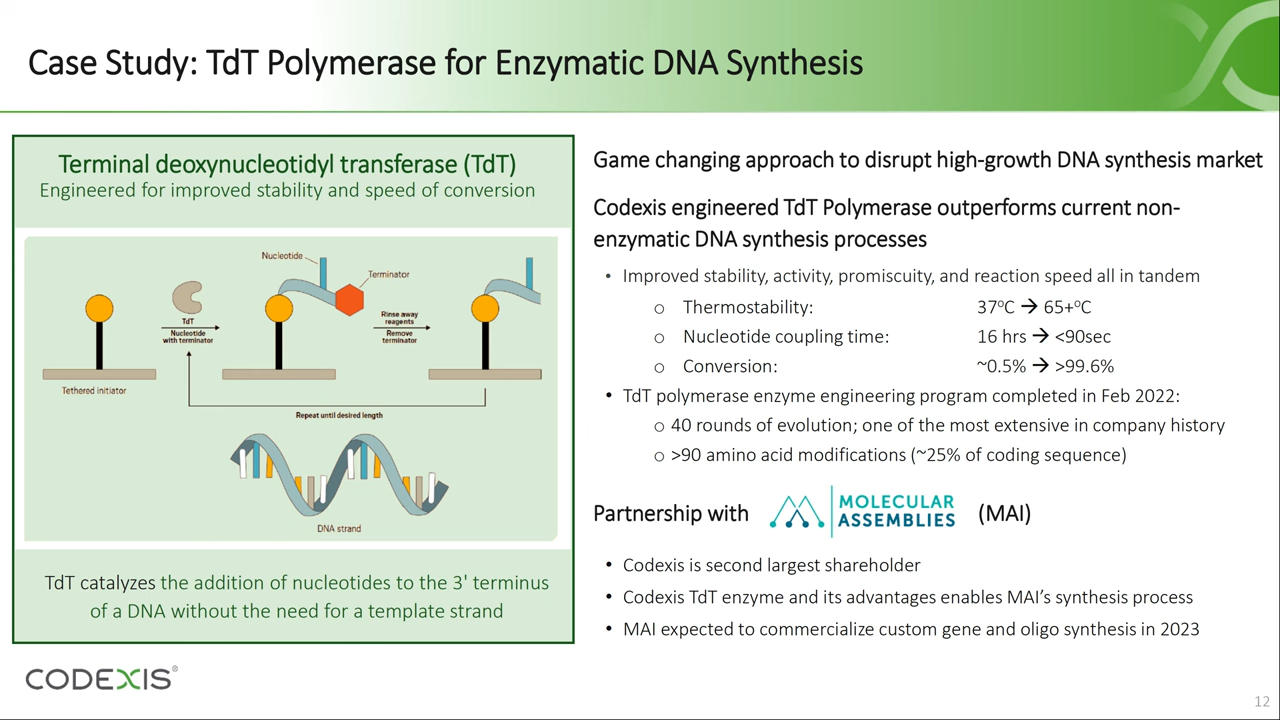 Case Study: TdT Polymerase for Enzymatic DNA Synthesis
Terminal deoxynucleotidyl transferase (TdT)
Engineered for improved stability and speed of conversion
Nucleotide
Terminator
TdT
Nucleotide
with terminator
Rinse away
reagents
Remove
terminator
Tethered initiator
Repeat until desired length
DNA strand
TdT catalyzes the addition of nucleotides to the 3' terminus
of a DNA without the need for a template strand
Game changing approach to disrupt high-growth DNA synthesis market
Codexis engineered TdT Polymerase outperforms current non-
enzymatic DNA synthesis processes
• Improved stability, activity, promiscuity, and reaction speed all in tandem
o Thermostability: 37ºC → 65+ºC
o Nucleotide coupling time: 16 hrs → <90sec
o Conversion: ~0.5% → >99.6%
• TdT polymerase enzyme engineering program completed in Feb 2022:
o 40 rounds of evolution; one of the most extensive in company history
o >90 amino acid modifications (~25% of coding sequence)
Partnership with MOLECULAR ASSEMBLIES (MAI)
• Codexis is second largest shareholder
• Codexis TdT enzyme and its advantages enables MAI’s synthesis process
• MAI expected to commercialize custom gene and oligo synthesis in 2023
CODEXIS®
12